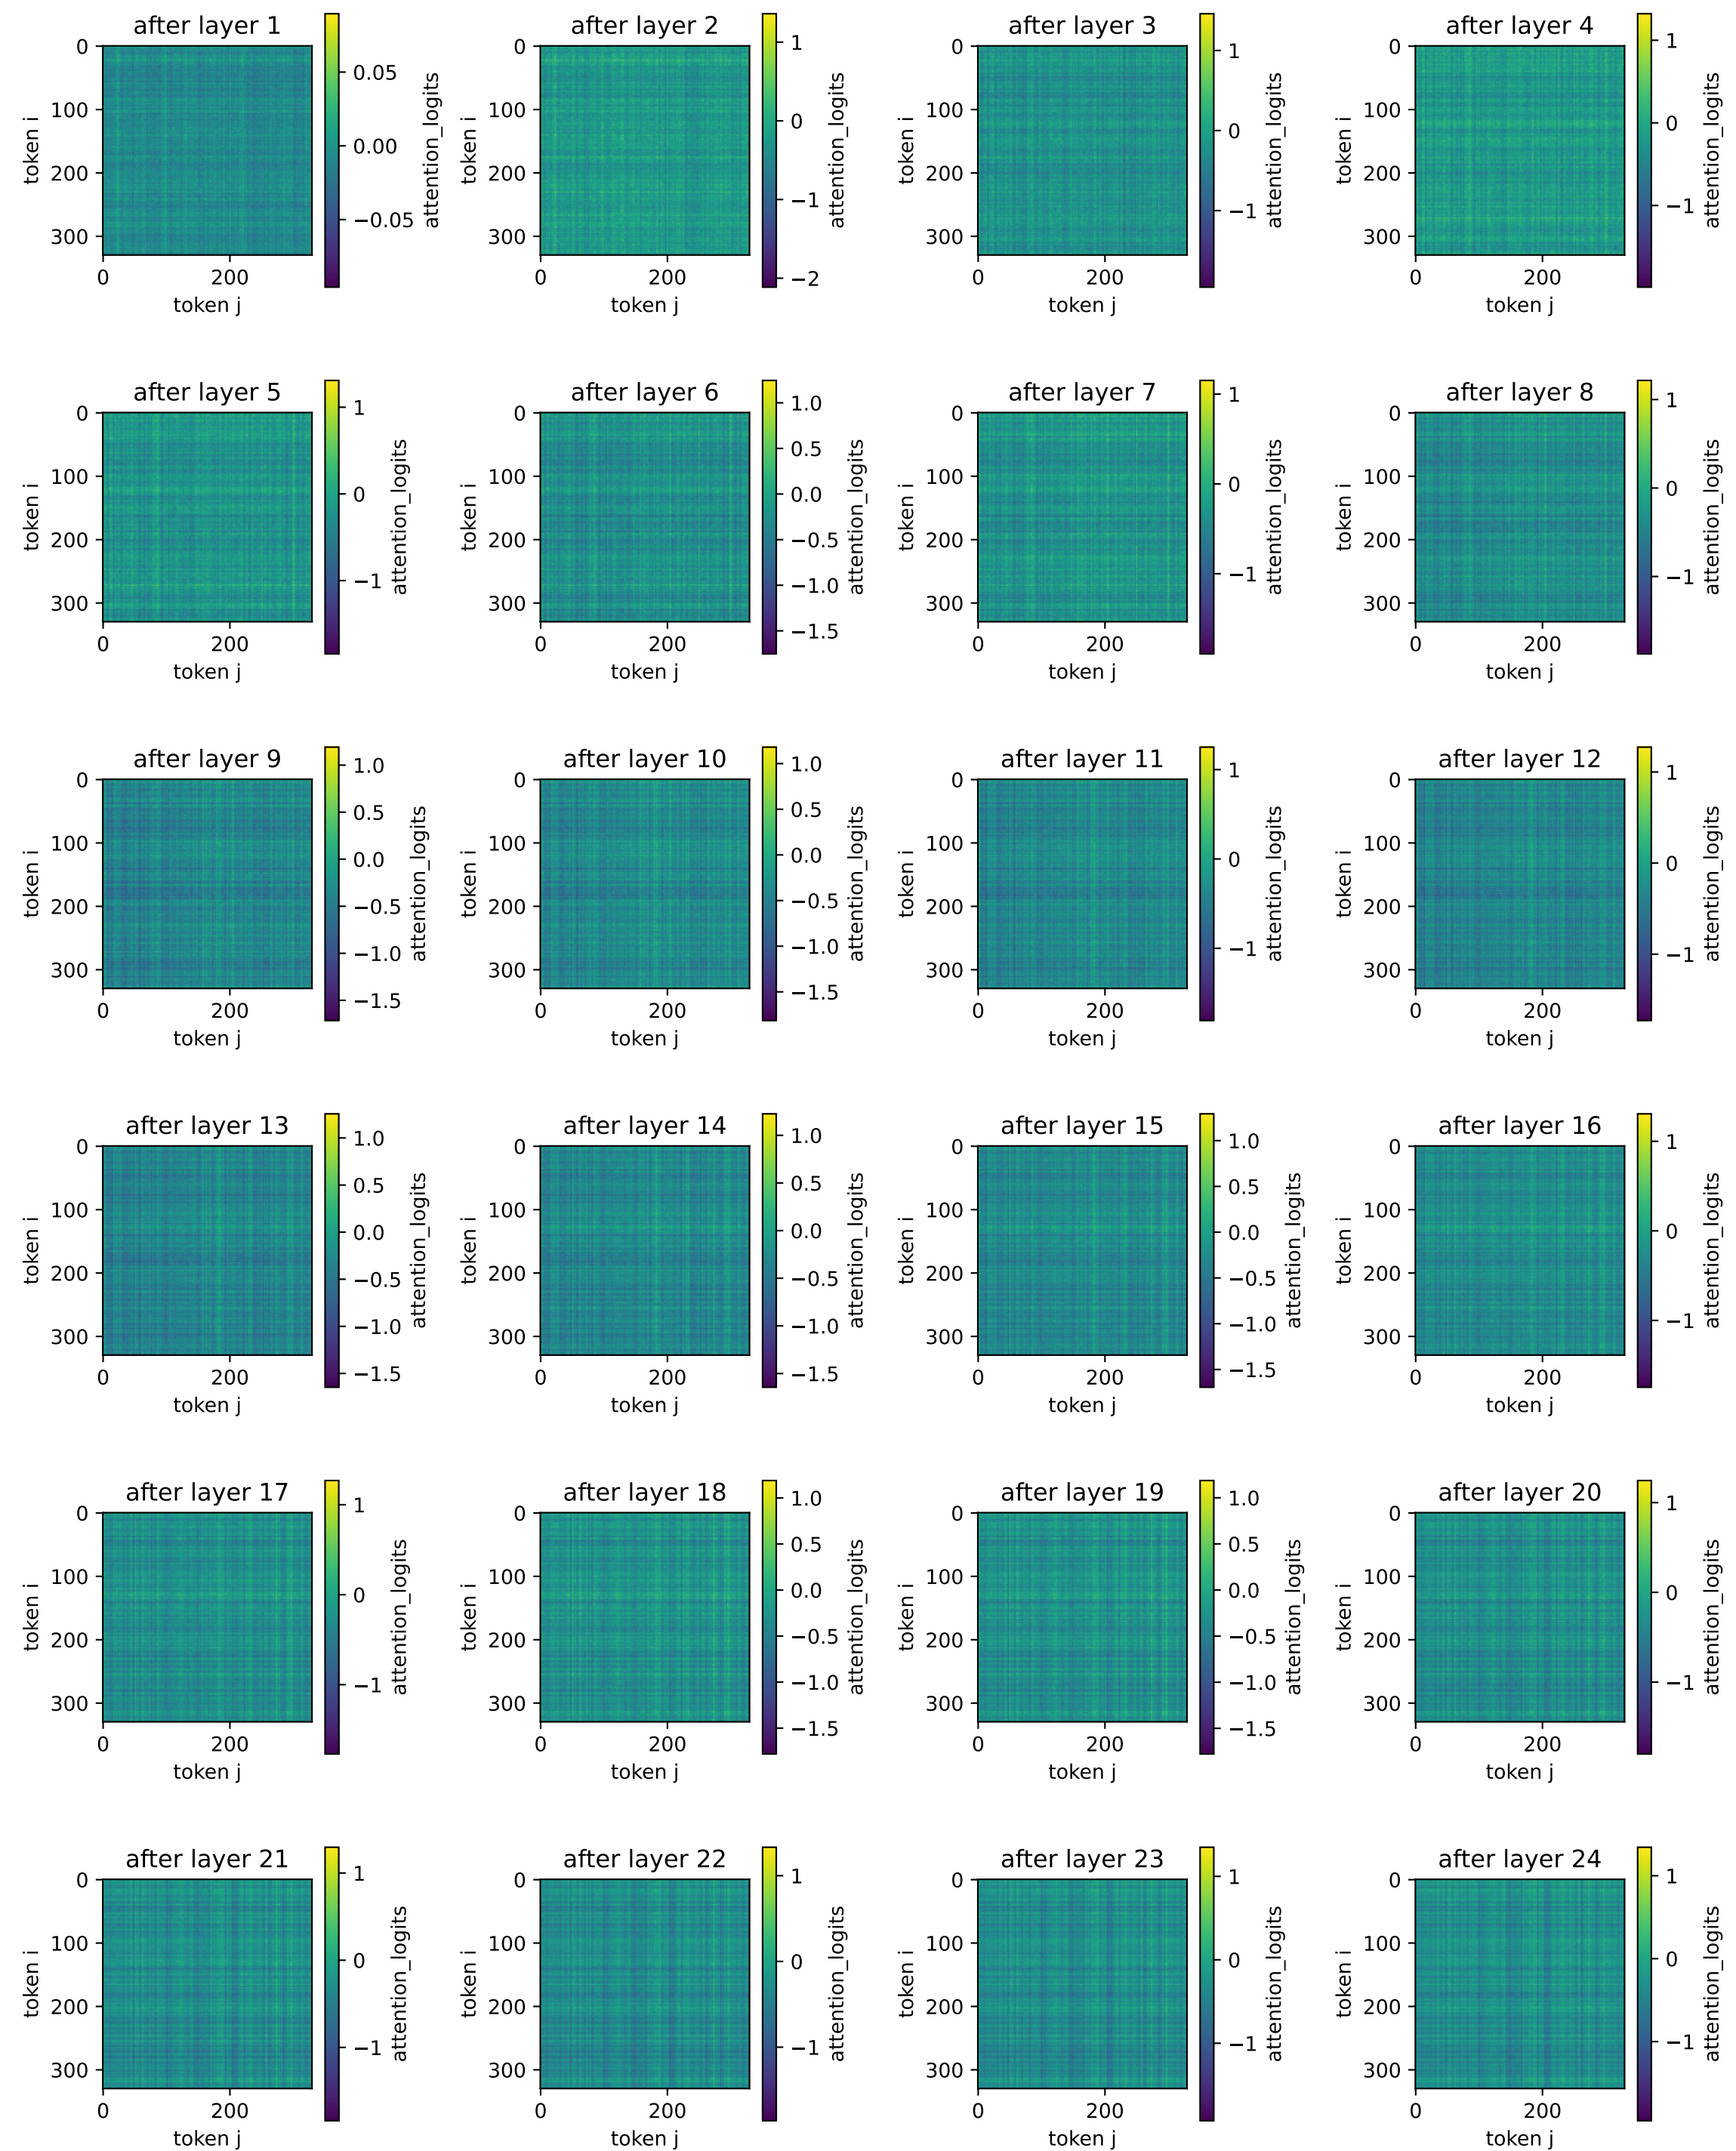 after layer 1
0
100
200
300
0 200
token i
token j
0.05
0.00
−0.05
attention_logits
after layer 2
0
100
200
300
0 200
token i
token j
1
0
−1
−2
attention_logits
after layer 3
0
100
200
300
0 200
token i
token j
1
0
−1
attention_logits
after layer 4
0
100
200
300
0 200
token i
token j
1
0
−1
attention_logits
after layer 5
0
100
200
300
0 200
token i
token j
1
0
−1
attention_logits
after layer 6
0
100
200
300
0 200
token i
token j
1.0
0.5
0.0
−0.5
−1.0
−1.5
attention_logits
after layer 7
0
100
200
300
0 200
token i
token j
1
0
−1
attention_logits
after layer 8
0
100
200
300
0 200
token i
token j
1
0
−1
attention_logits
after layer 9
0
100
200
300
0 200
token i
token j
1.0
0.5
0.0
−0.5
−1.0
−1.5
attention_logits
after layer 10
0
100
200
300
0 200
token i
token j
1.0
0.5
0.0
−0.5
−1.0
−1.5
attention_logits
after layer 11
0
100
200
300
0 200
token i
token j
1
0
−1
attention_logits
after layer 12
0
100
200
300
0 200
token i
token j
1
0
−1
attention_logits
after layer 13
0
100
200
300
0 200
token i
token j
1.0
0.5
0.0
−0.5
−1.0
−1.5
attention_logits
after layer 14
0
100
200
300
0 200
token i
token j
1.0
0.5
0.0
−0.5
−1.0
−1.5
attention_logits
after layer 15
0
100
200
300
0 200
token i
token j
1.0
0.5
0.0
−0.5
−1.0
−1.5
attention_logits
after layer 16
0
100
200
300
0 200
token i
token j
1
0
−1
attention_logits
after layer 17
0
100
200
300
0 200
token i
token j
1
0
−1
attention_logits
after layer 18
0
100
200
300
0 200
token i
token j
1.0
0.5
0.0
−0.5
−1.0
−1.5
attention_logits
after layer 19
0
100
200
300
0 200
token i
token j
1.0
0.5
0.0
−0.5
−1.0
−1.5
attention_logits
after layer 20
0
100
200
300
0 200
token i
token j
1
0
−1
attention_logits
after layer 21
0
100
200
300
0 200
token i
token j
1
0
−1
attention_logits
after layer 22
0
100
200
300
0 200
token i
token j
1
0
−1
attention_logits
after layer 23
0
100
200
300
0 200
token i
token j
1
0
−1
attention_logits
after layer 24
0
100
200
300
0 200
token i
token j
1
0
−1
attention_logits